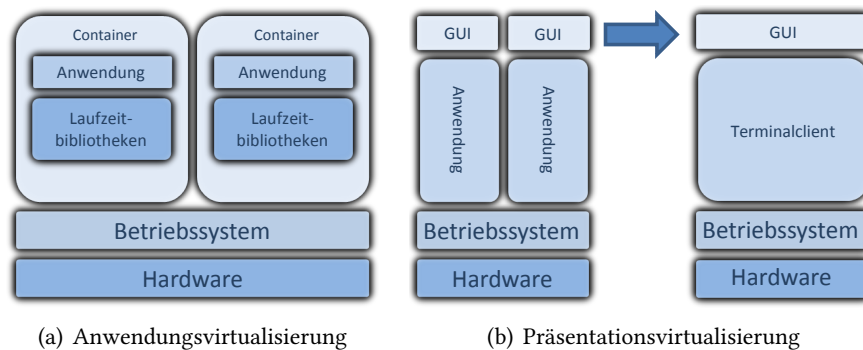 Container
Anwendung
Laufzeit-
bibliotheken
Container
Anwendung
Laufzeit-
bibliotheken
Betriebssystem
Hardware
(a) Anwendungsvirtualisierung
GUI
GUI
Anwendung
Anwendung
Betriebssystem
Hardware
GUI
Terminalclient
Betriebssystem
Hardware
(b) Präsentationsvirtualisierung